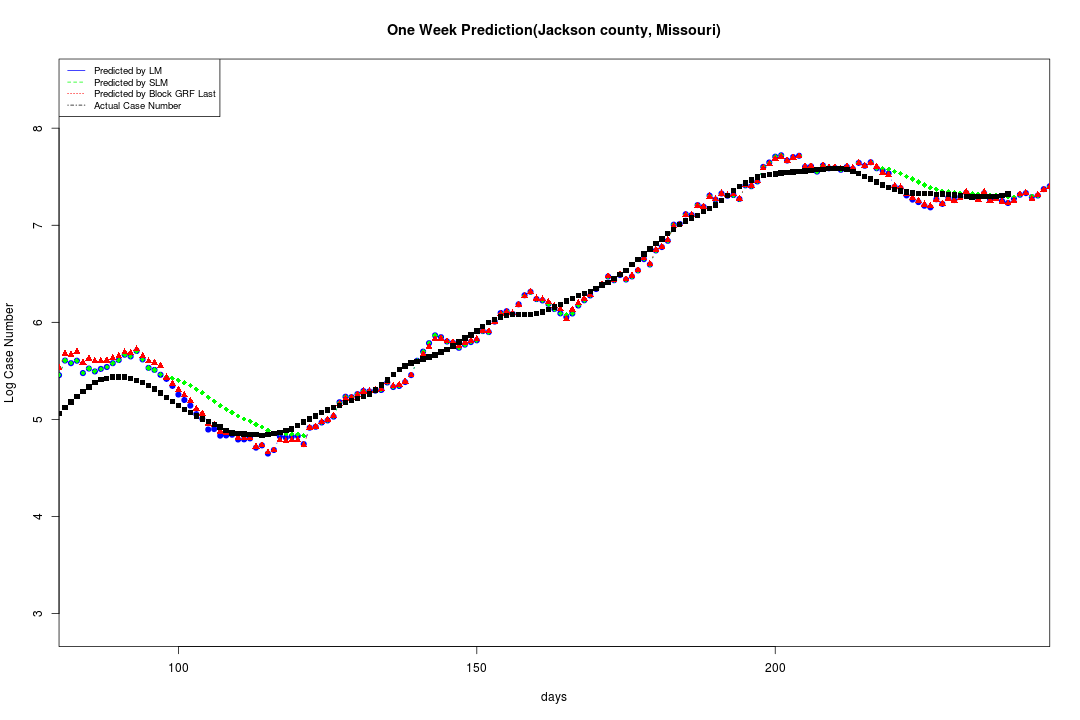 One Week Prediction(Jackson county, Missouri)
Predicted by LM
Predicted by SLM
Predicted by Block GRF Last
Actual Case Number
8
7
6
5
4
3
Log Case Number
100 150 200
days